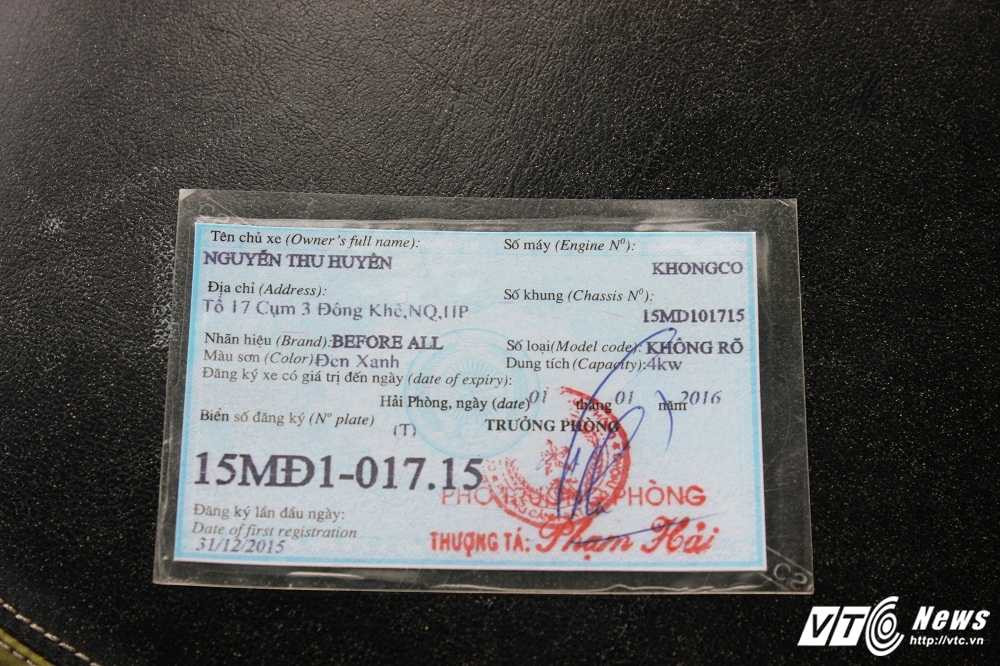 Tên chủ xe (Owner's full name):
NGUYỄN THU HUYÊN
Số máy (Engine Nº):
KHONGCO
Địa chỉ (Address):
Tổ 17 Cụm 3 Đông Khê,NQ,HP
Số khung (Chassis Nº):
15MD101715
Nhãn hiệu (Brand): BEFORE ALL
Số loại(Model code): KHÔNG RÕ
Màu sơn (Color) Đen Xanh
Dung tích (Capacity): 4kw
Đăng ký xe có giá trị đến ngày (date of expiry):
Hải Phòng, ngày (date) 01 tháng 01 năm 2016
Biển số đăng ký (Nº plate)
(T)
TRƯỞNG PHÒNG
15MĐ1-017.15
PHÓ TRƯỞNG PHÒNG
Đăng ký lần đầu ngày:
Date of first registration
31/12/2015
THƯỢNG TÁ: Phạm Hải
VTC News
http://vtc.vn